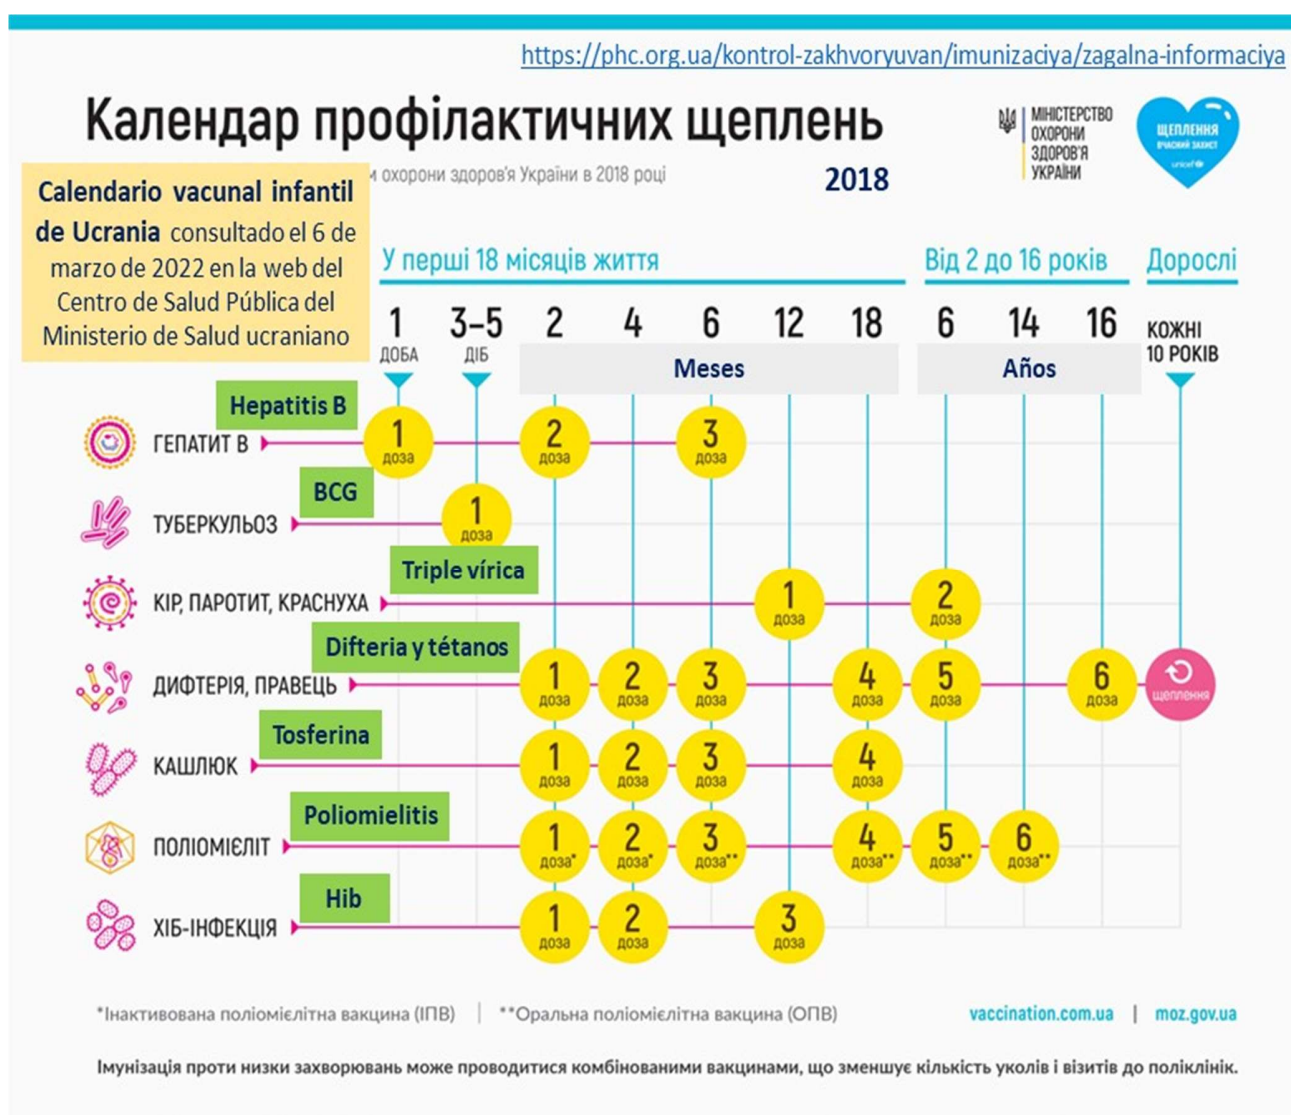 https://phc.org.ua/kontrol-zakhvoryuvan/imunizaciya/zagalna-informaciya
Календар профілактичних щеплень
МІНІСТЕРСТВО
ОХОРОНИ
ЗДОРОВ'Я
УКРАЇНИ
ЩЕПЛЕННЯ
ВЧАСНИЙ ЗАХИСТ
unicef
охорони здоров'я України в 2018 році
2018
Calendario vacunal infantil
de Ucrania consultado el 6 de
marzo de 2022 en la web del
Centro de Salud Pública del
Ministerio de Salud ucraniano
У перші 18 місяців життя
Від 2 до 16 років
Дорослі
1 3–5 2 4 6 12 18 6 14 16
ДОБА ДІБ
КОЖНІ
10 РОКІВ
Meses
Años
Hepatitis B
ГЕПАТИТ В
1 2 3
доза доза доза
BCG
ТУБЕРКУЛЬОЗ
1
доза
Triple vírica
КІР, ПАРОТИТ, КРАСНУХА
1 2
доза доза
Difteria y tétanos
ДИФТЕРІЯ, ПРАВЕЦЬ
1 2 3 4 5 6
доза доза доза доза доза доза
щеплення
Tosferina
КАШЛЮК
1 2 3 4
доза доза доза доза
Poliomielitis
ПОЛІОМІЄЛІТ
1 2 3 4 5 6
доза* доза* доза** доза** доза** доза**
Hib
ХІБ-ІНФЕКЦІЯ
1 2 3
доза доза доза
*Інактивована поліомієлітна вакцина (ІПВ) | **Оральна поліомієлітна вакцина (ОПВ)
vaccination.com.ua | moz.gov.ua
Імунізація проти низки захворювань може проводитися комбінованими вакцинами, що зменшує кількість уколів і візитів до поліклінік.